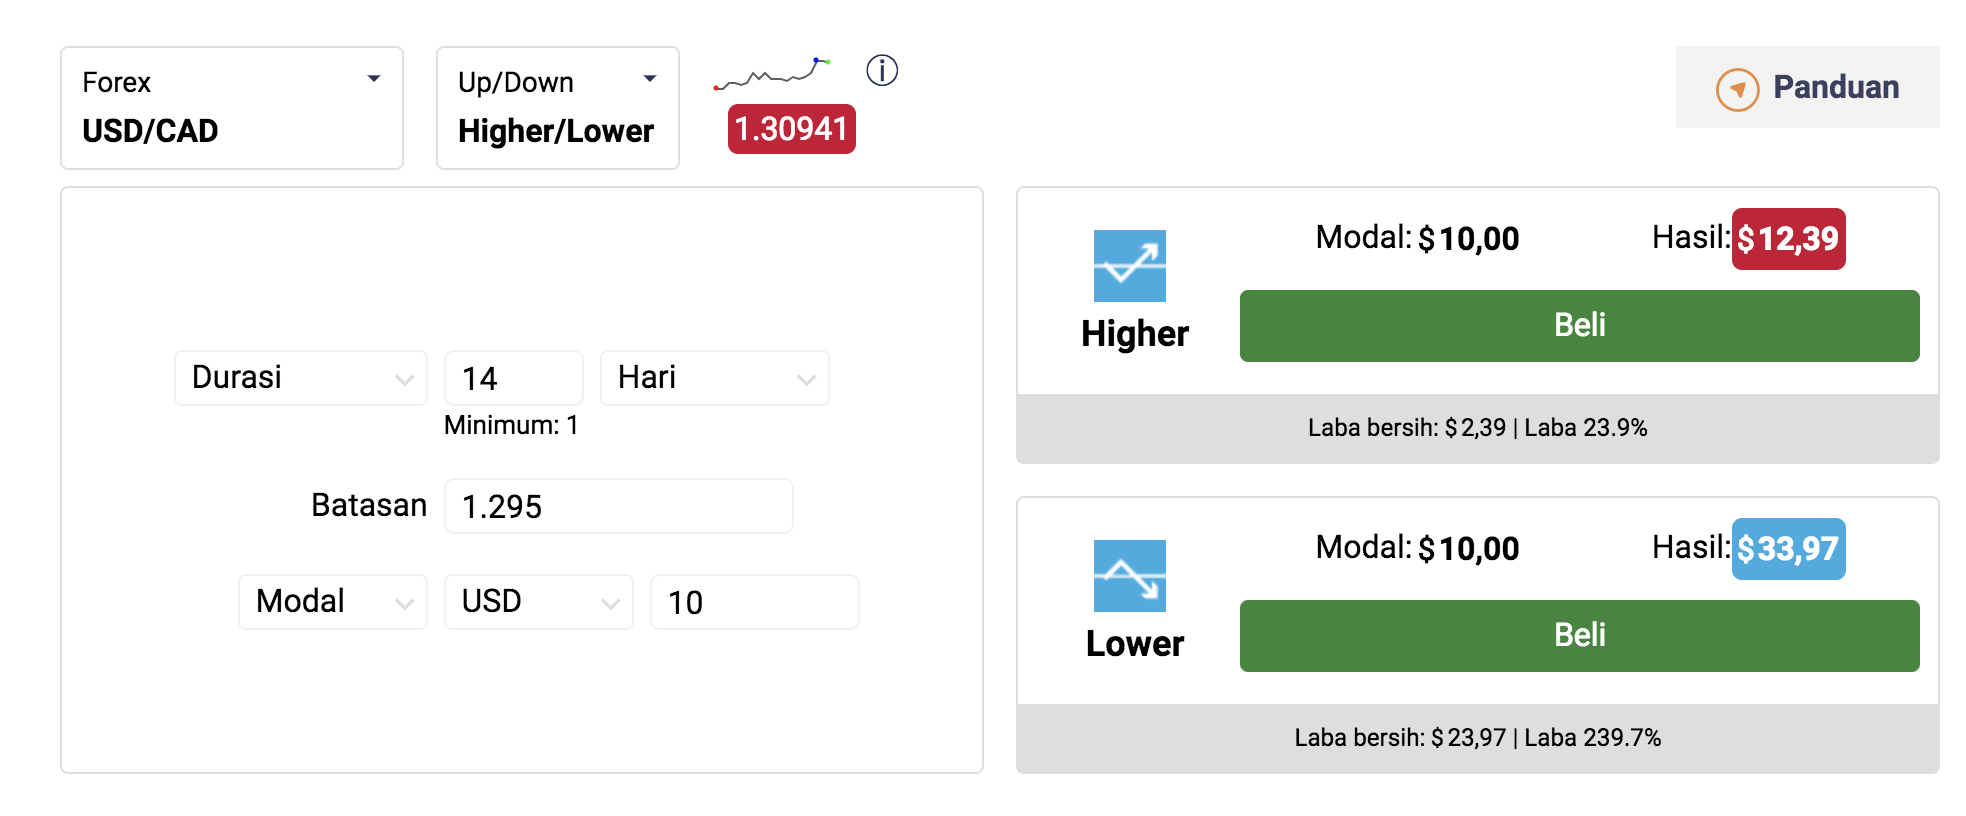 Forex
USD/CAD
Up/Down
Higher/Lower
1.30941
Panduan
Durasi
14
Hari
Minimum: 1
Batasan
1.295
Modal
USD
10
Higher
Modal: $10,00
Hasil: $12,39
Beli
Laba bersih: $2,39 | Laba 23.9%
Lower
Modal: $10,00
Hasil: $33,97
Beli
Laba bersih: $23,97 | Laba 239.7%